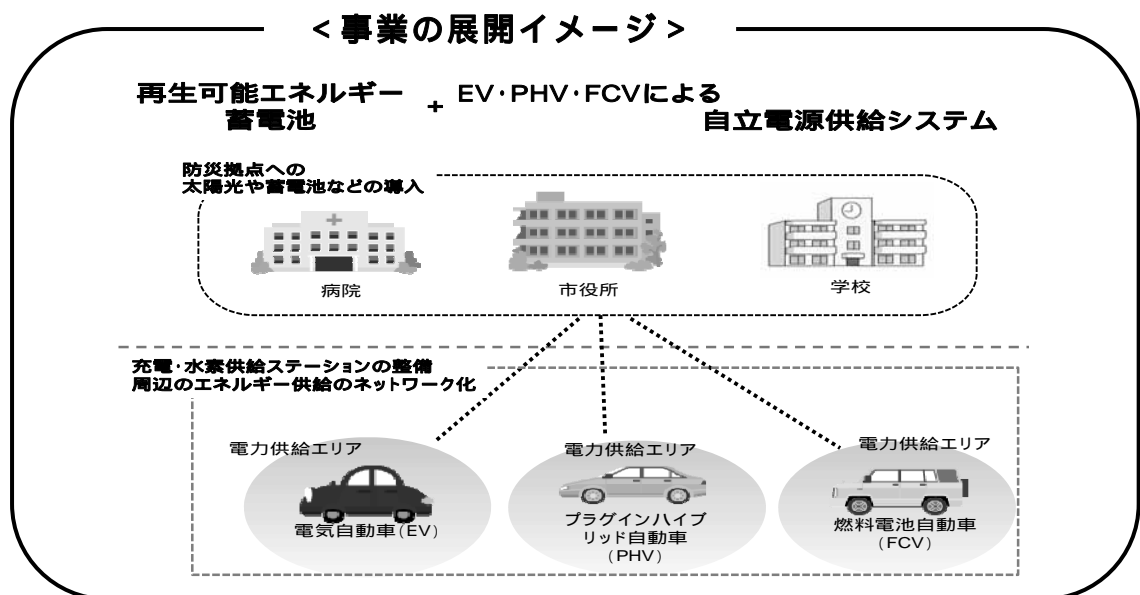 ＜事業の展開イメージ＞
再生可能エネルギー
蓄電池
+
EV・PHV・FCVによる
自立電源供給システム
防災拠点への
太陽光や蓄電池などの導入
病院
市役所
学校
充電・水素供給ステーションの整備
周辺のエネルギー供給のネットワーク化
電力供給エリア
電気自動車(EV)
電力供給エリア
プラグインハイブ
リッド自動車
(PHV)
電力供給エリア
燃料電池自動車
(FCV)